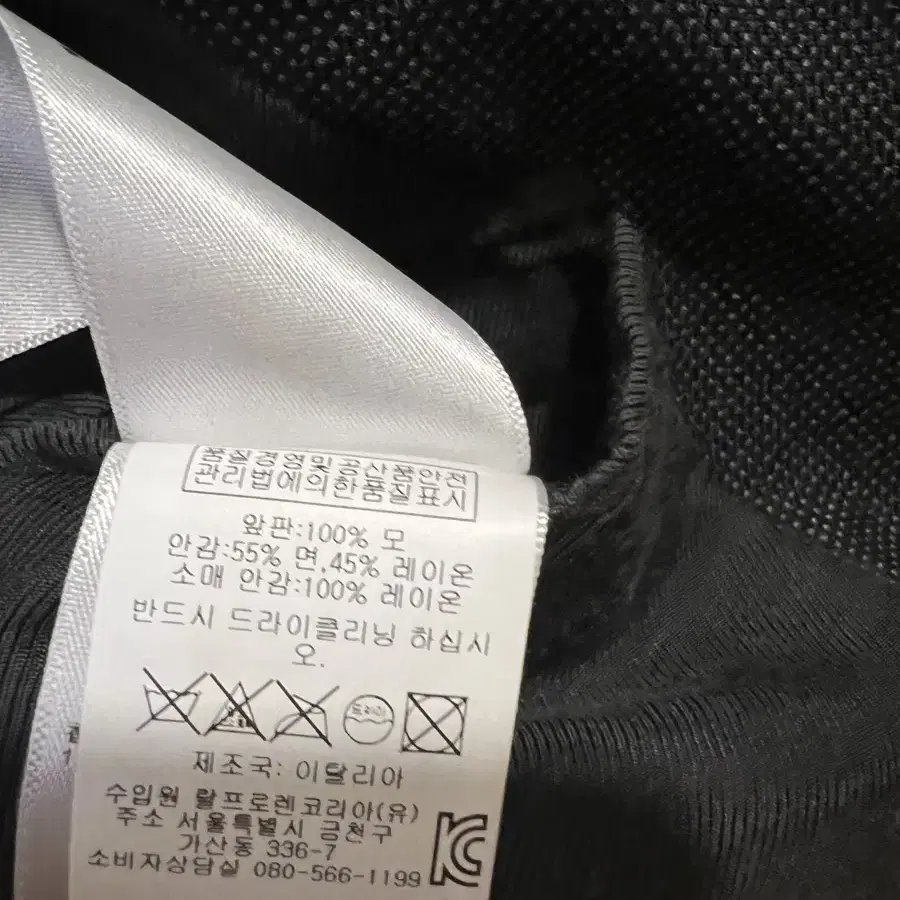 품질경영및공산품안전
관리법에의한품질표시
앞판:100% 모
안감:55% 면,45% 레이온
소매 안감:100% 레이온
반드시 드라이클리닝 하십시
오.
드라이
제조국: 이탈리아
수입원 랄프로렌코리아(유)
주소 서울특별시 금천구
가산동 336-7
소비자상담실 080-566-1199